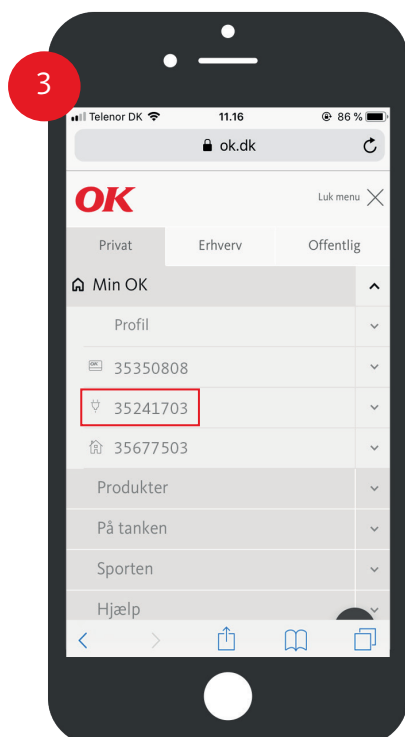 3
Telenor DK 11.16 86 %
ok.dk
OK Luk menu
Privat Erhverv Offentlig
Min OK
Profil
OK 35350808
35241703
35677503
Produkter
På tanken
Sporten
Hjælp